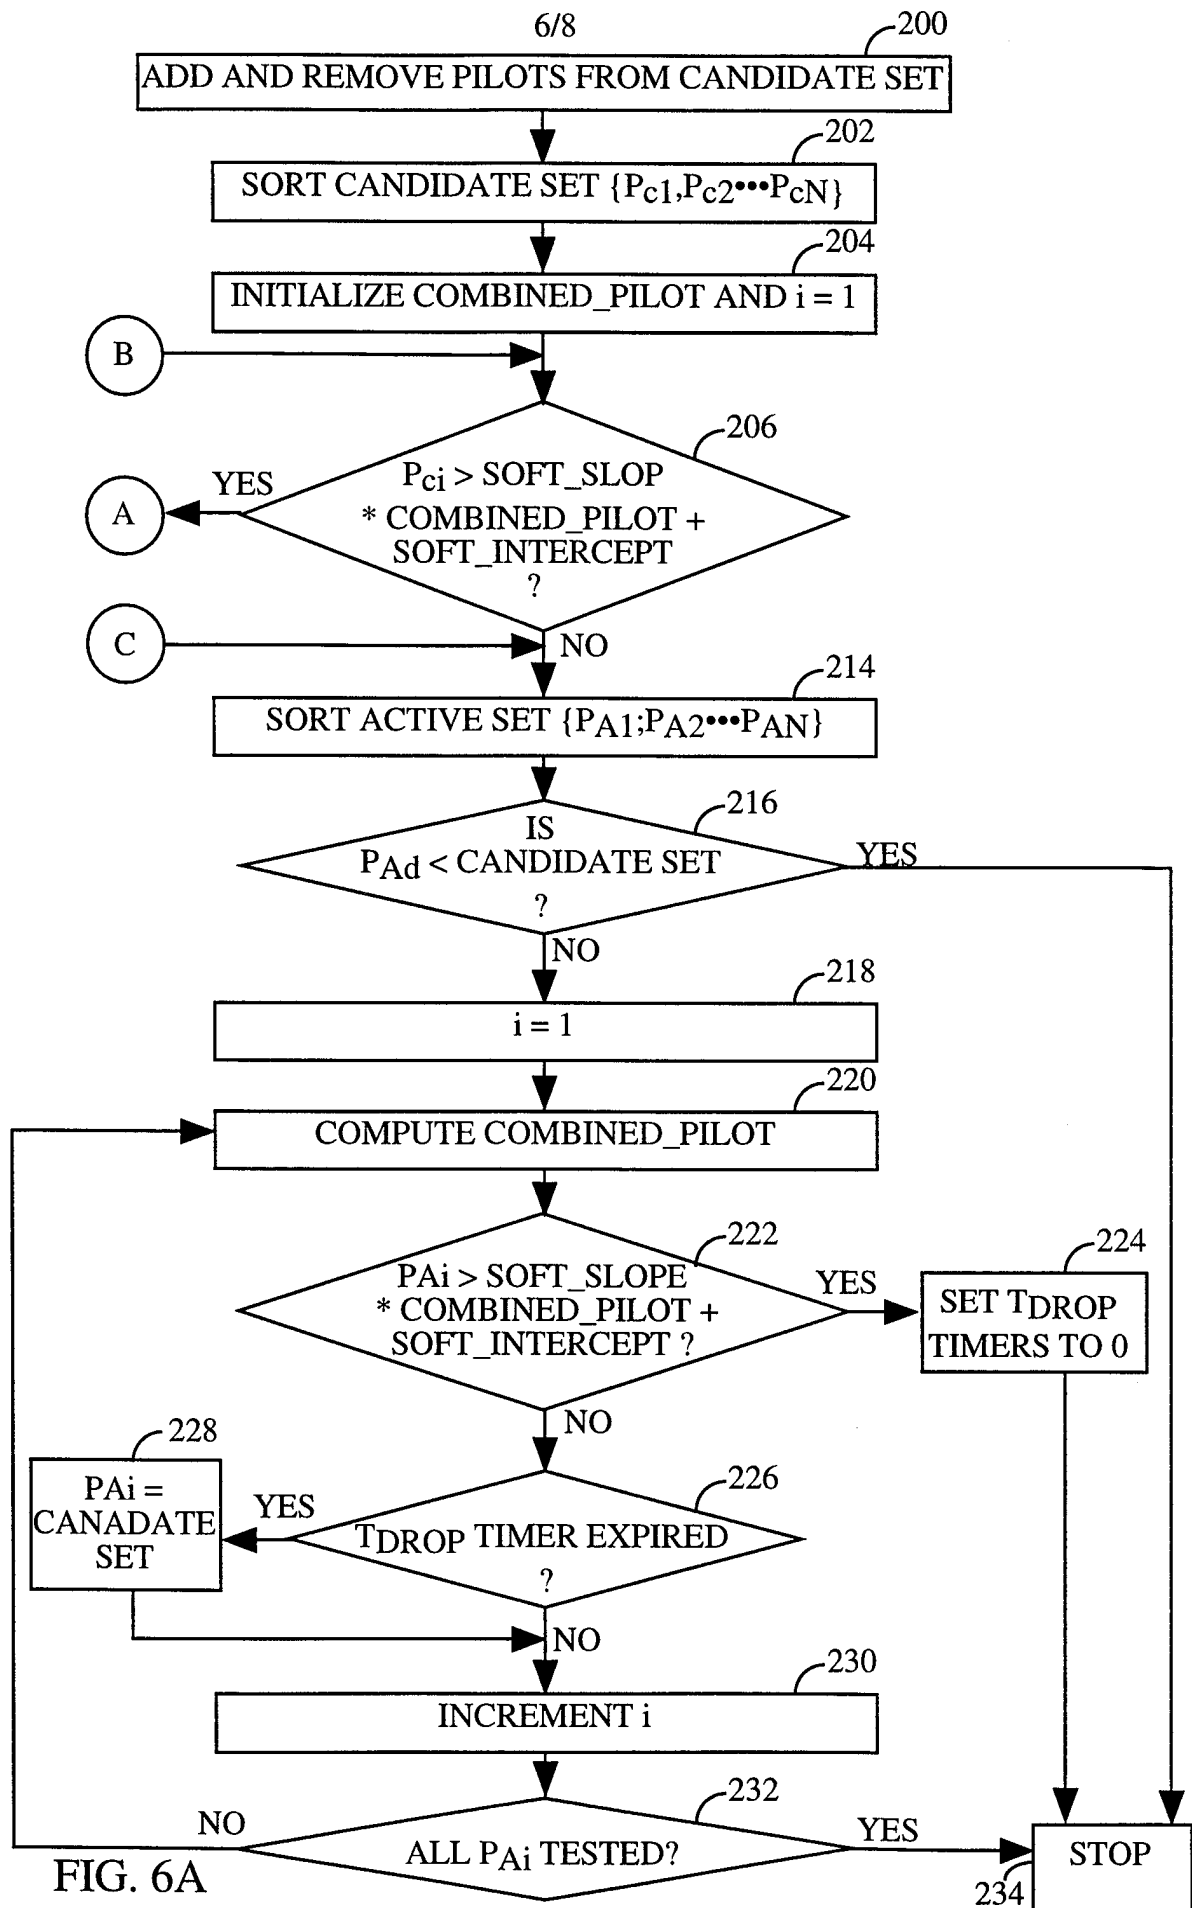 6/8
200
ADD AND REMOVE PILOTS FROM CANDIDATE SET
202
SORT CANDIDATE SET {Pc1,Pc2•••PcN}
204
INITIALIZE COMBINED_PILOT AND i = 1
B
206
Pci > SOFT_SLOP
* COMBINED_PILOT +
SOFT_INTERCEPT
?
YES
A
C
NO
214
SORT ACTIVE SET {PA1;PA2•••PAN}
216
IS
PAd < CANDIDATE SET
?
YES
NO
218
i = 1
220
COMPUTE COMBINED_PILOT
222
PAi > SOFT_SLOPE
* COMBINED_PILOT +
SOFT_INTERCEPT ?
YES
224
SET TDROP
TIMERS TO 0
NO
228
PAi =
CANADATE
SET
YES
226
TDROP TIMER EXPIRED
?
NO
230
INCREMENT i
232
NO
ALL PAi TESTED?
YES
STOP
234
FIG. 6A